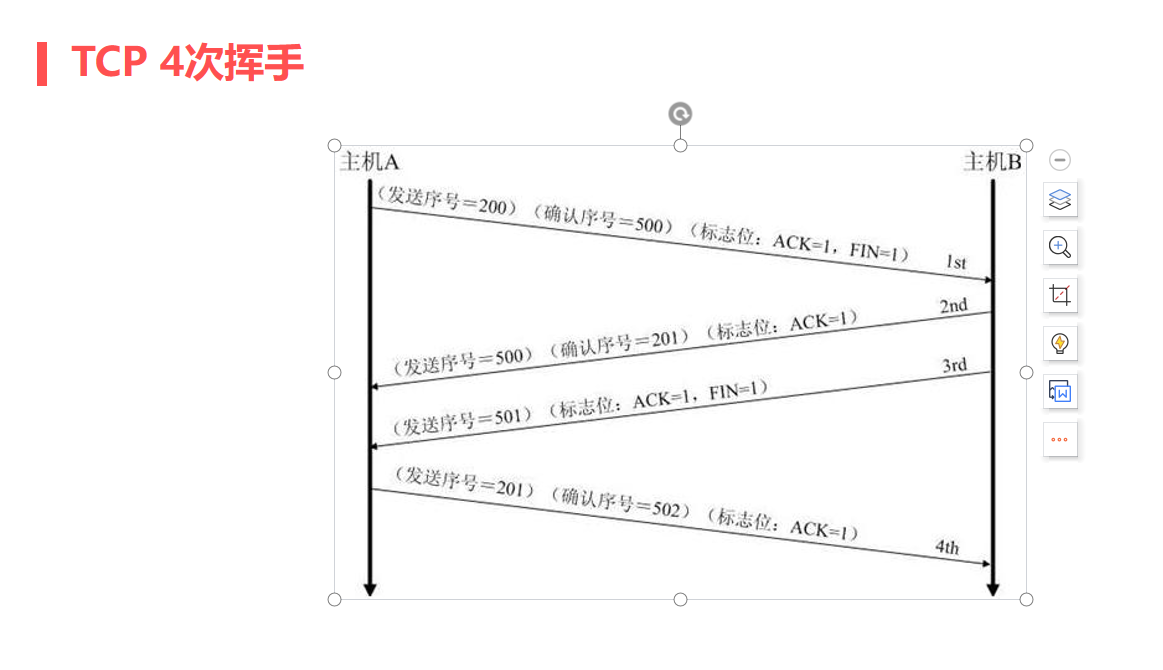 TCP 4次挥手
主机A
主机B
（发送序号=200）（确认序号=500）（标志位：ACK=1，FIN=1） 1st
2nd
（发送序号=500）（确认序号=201）（标志位：ACK=1）
3rd
（发送序号=501）（标志位：ACK=1，FIN=1）
（发送序号=201）（确认序号=502）（标志位：ACK=1） 4th